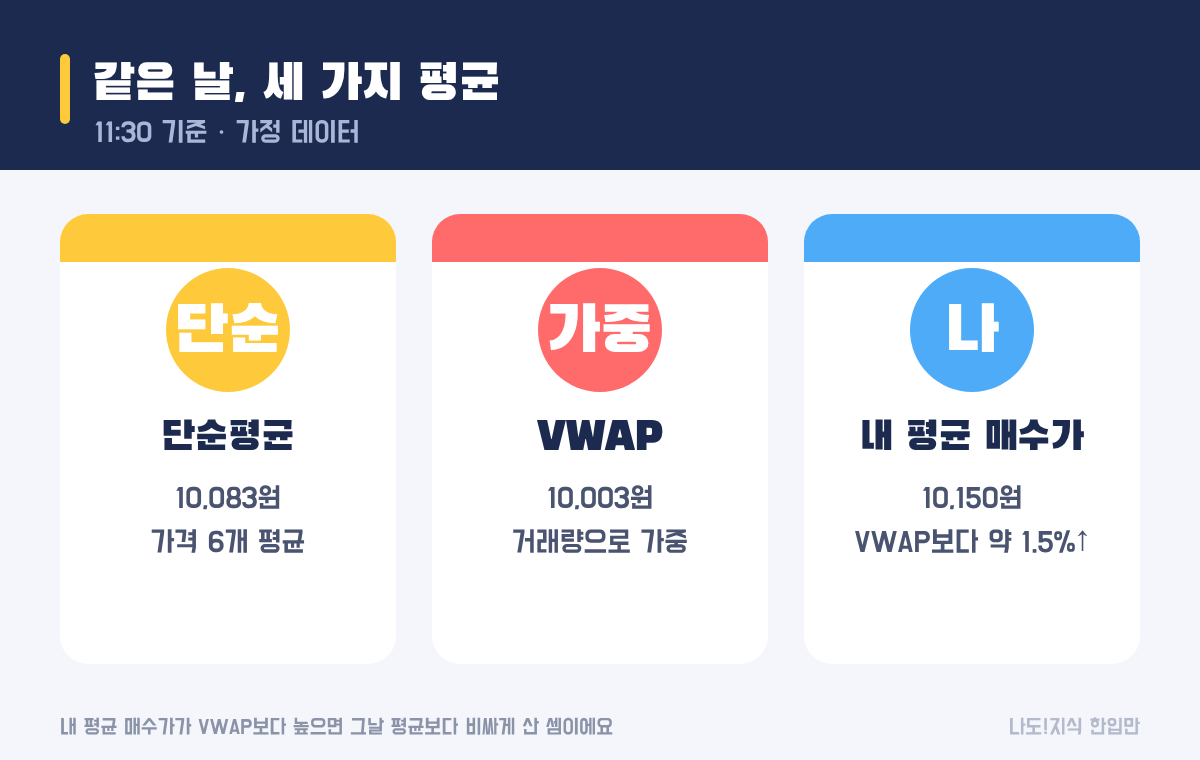 같은 날, 세 가지 평균
11:30 기준 · 가정 데이터
단순
단순평균
10,083원
가격 6개 평균
가중
VWAP
10,003원
거래량으로 가중
나
내 평균 매수가
10,150원
VWAP보다 약 1.5%↑
내 평균 매수가가 VWAP보다 높으면 그날 평균보다 비싸게 산 셈이에요
나도!지식 한입만